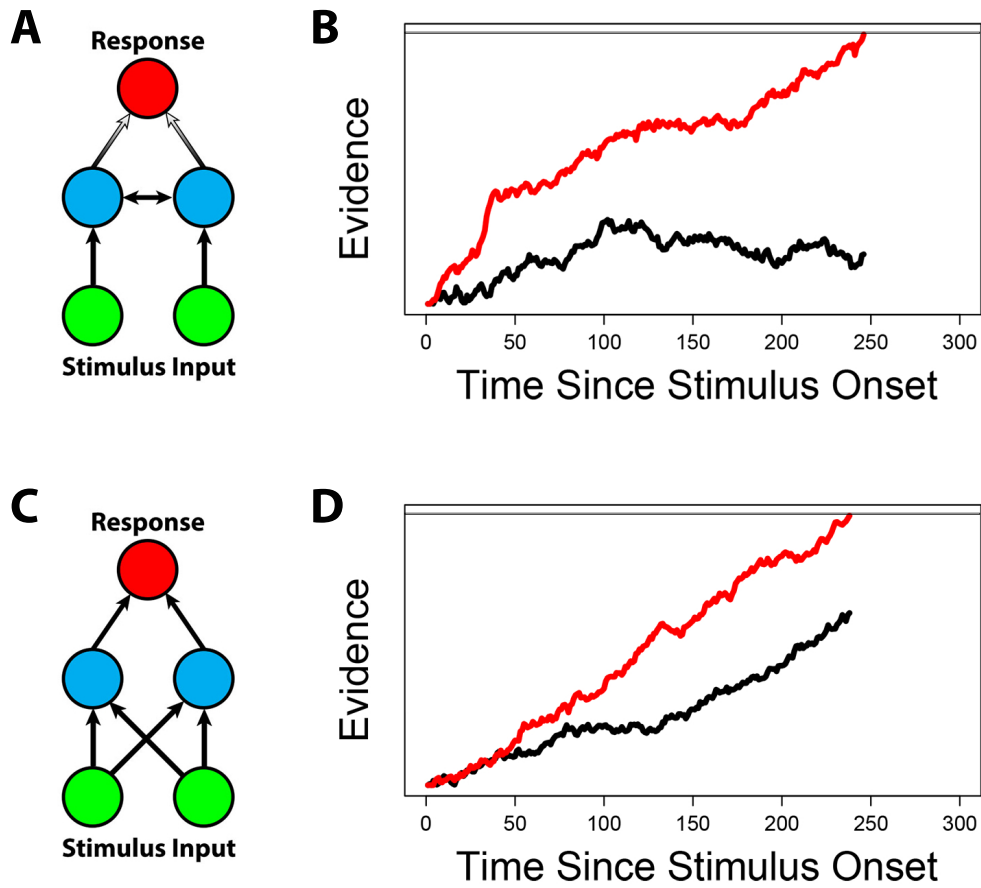 A
Response
Stimulus Input
B
Evidence
0 50 100 150 200 250 300
Time Since Stimulus Onset
C
Response
Stimulus Input
D
Evidence
0 50 100 150 200 250 300
Time Since Stimulus Onset